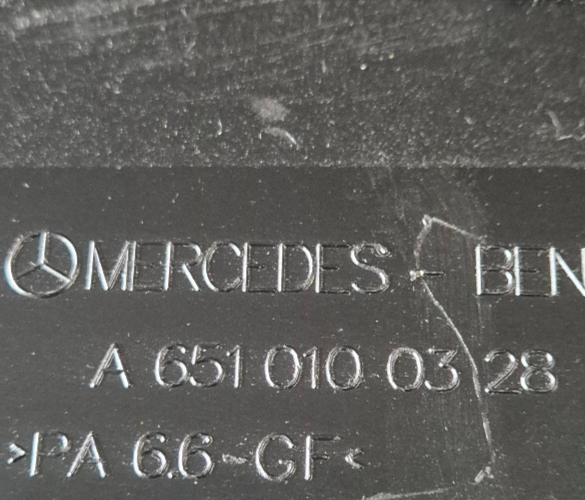 MERCEDES - BEN
A 651 010 03 28
>PA 6.6-GF<